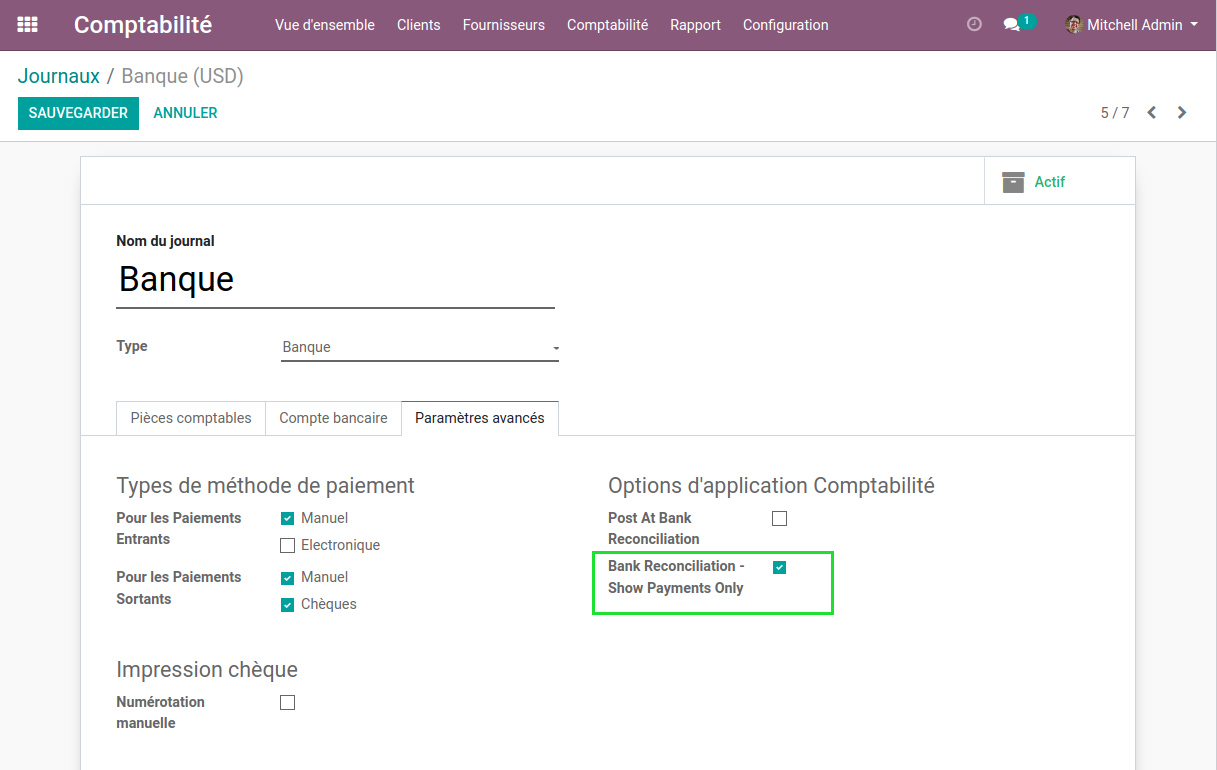 Comptabilité Vue d'ensemble Clients Fournisseurs Comptabilité Rapport Configuration 1 Mitchell Admin
Journaux / Banque (USD)
SAUVEGARDER ANNULER 5 / 7
Actif
Nom du journal
Banque
Type Banque
Pièces comptables Compte bancaire Paramètres avancés
Types de méthode de paiement
Pour les Paiements Manuel
Entrants
Electronique
Pour les Paiements Manuel
Sortants
Chèques
Options d'application Comptabilité
Post At Bank
Reconciliation
Bank Reconciliation -
Show Payments Only
Impression chèque
Numérotation
manuelle